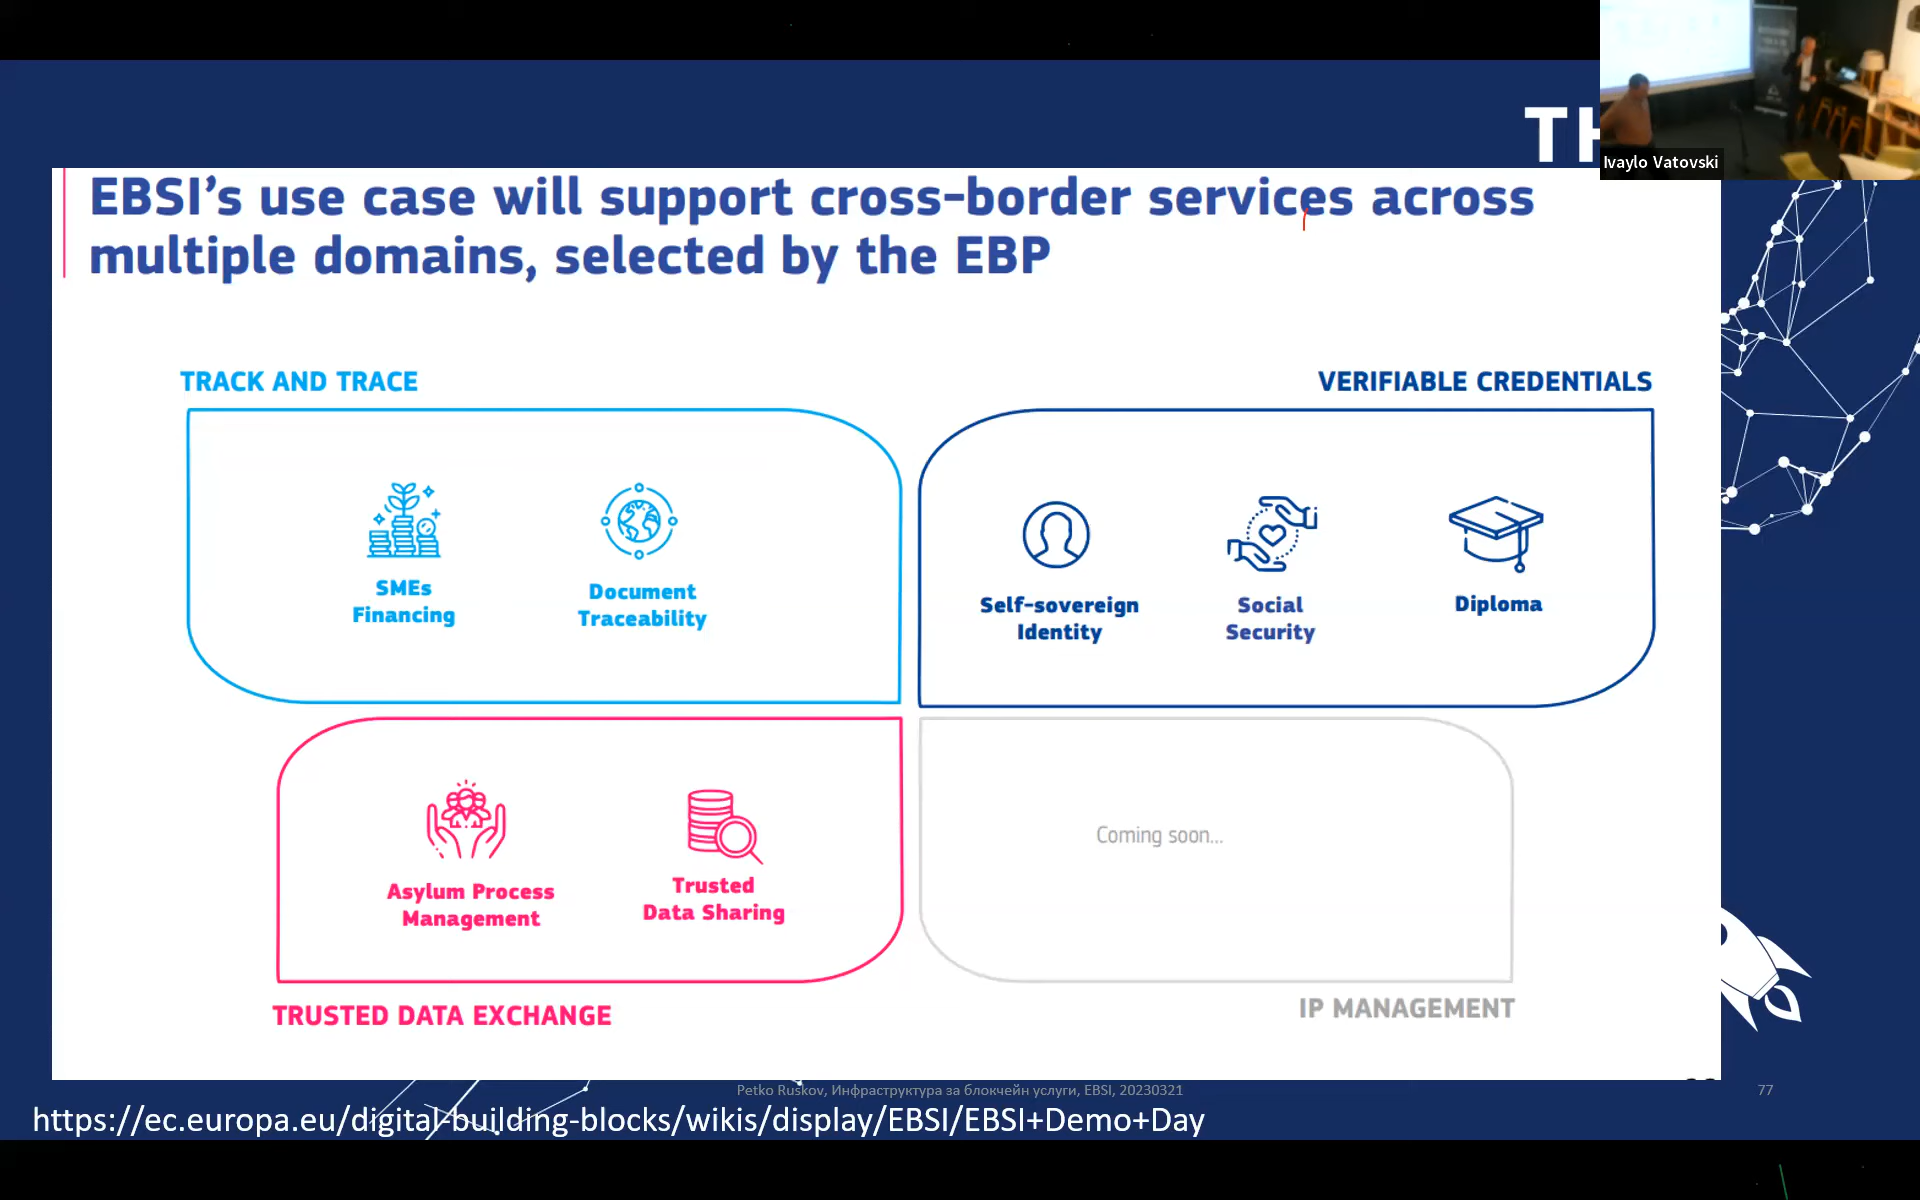 TH
Ivaylo Vatovski
EBSI’s use case will support cross-border services across
multiple domains, selected by the EBP
TRACK AND TRACE
VERIFIABLE CREDENTIALS
SMEs
Financing
Document
Traceability
Self-sovereign
Identity
Social
Security
Diploma
Asylum Process
Management
Trusted
Data Sharing
Coming soon...
TRUSTED DATA EXCHANGE
IP MANAGEMENT
Petko Ruskov, Инфраструктура за блокчейн услуги, EBSI, 20230321
77
https://ec.europa.eu/digital-building-blocks/wikis/display/EBSI/EBSI+Demo+Day